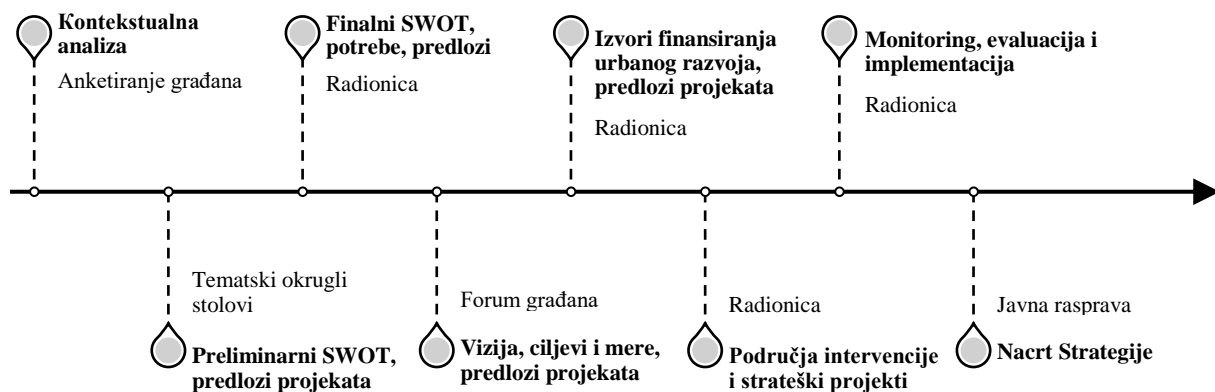 Kontekstualna
analiza
Anketiranje građana
Finalni SWOT,
potrebe, predlozi
Radionica
Izvori finansiranja
urbanog razvoja,
predlozi projekata
Radionica
Monitoring, evaluacija i
implementacija
Radionica
Tematski okrugli
stolovi
Preliminarni SWOT,
predlozi projekata
Forum građana
Vizija, ciljevi i mere,
predlozi projekata
Radionica
Područja intervencije
i strateški projekti
Javna rasprava
Nacrt Strategije